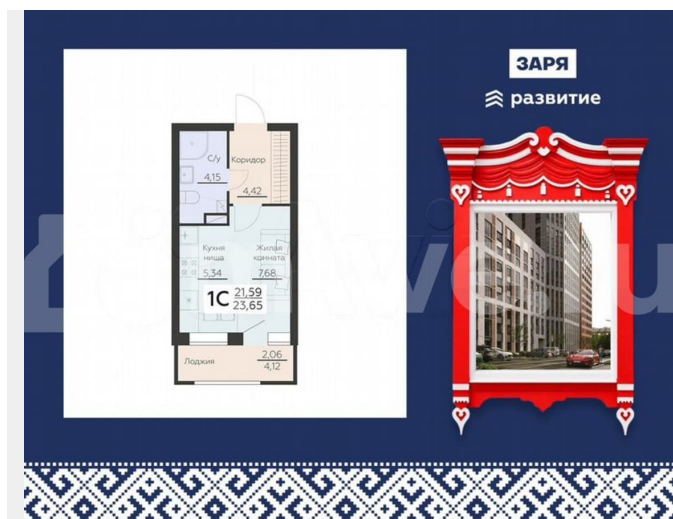 ЗАРЯ
развитие
С/у
4,15
Коридор
4,42
Кухня
ниша
5,34
Жилая
комната
7,68
1С 21,59
23,65
Лоджия
2,06
4,12